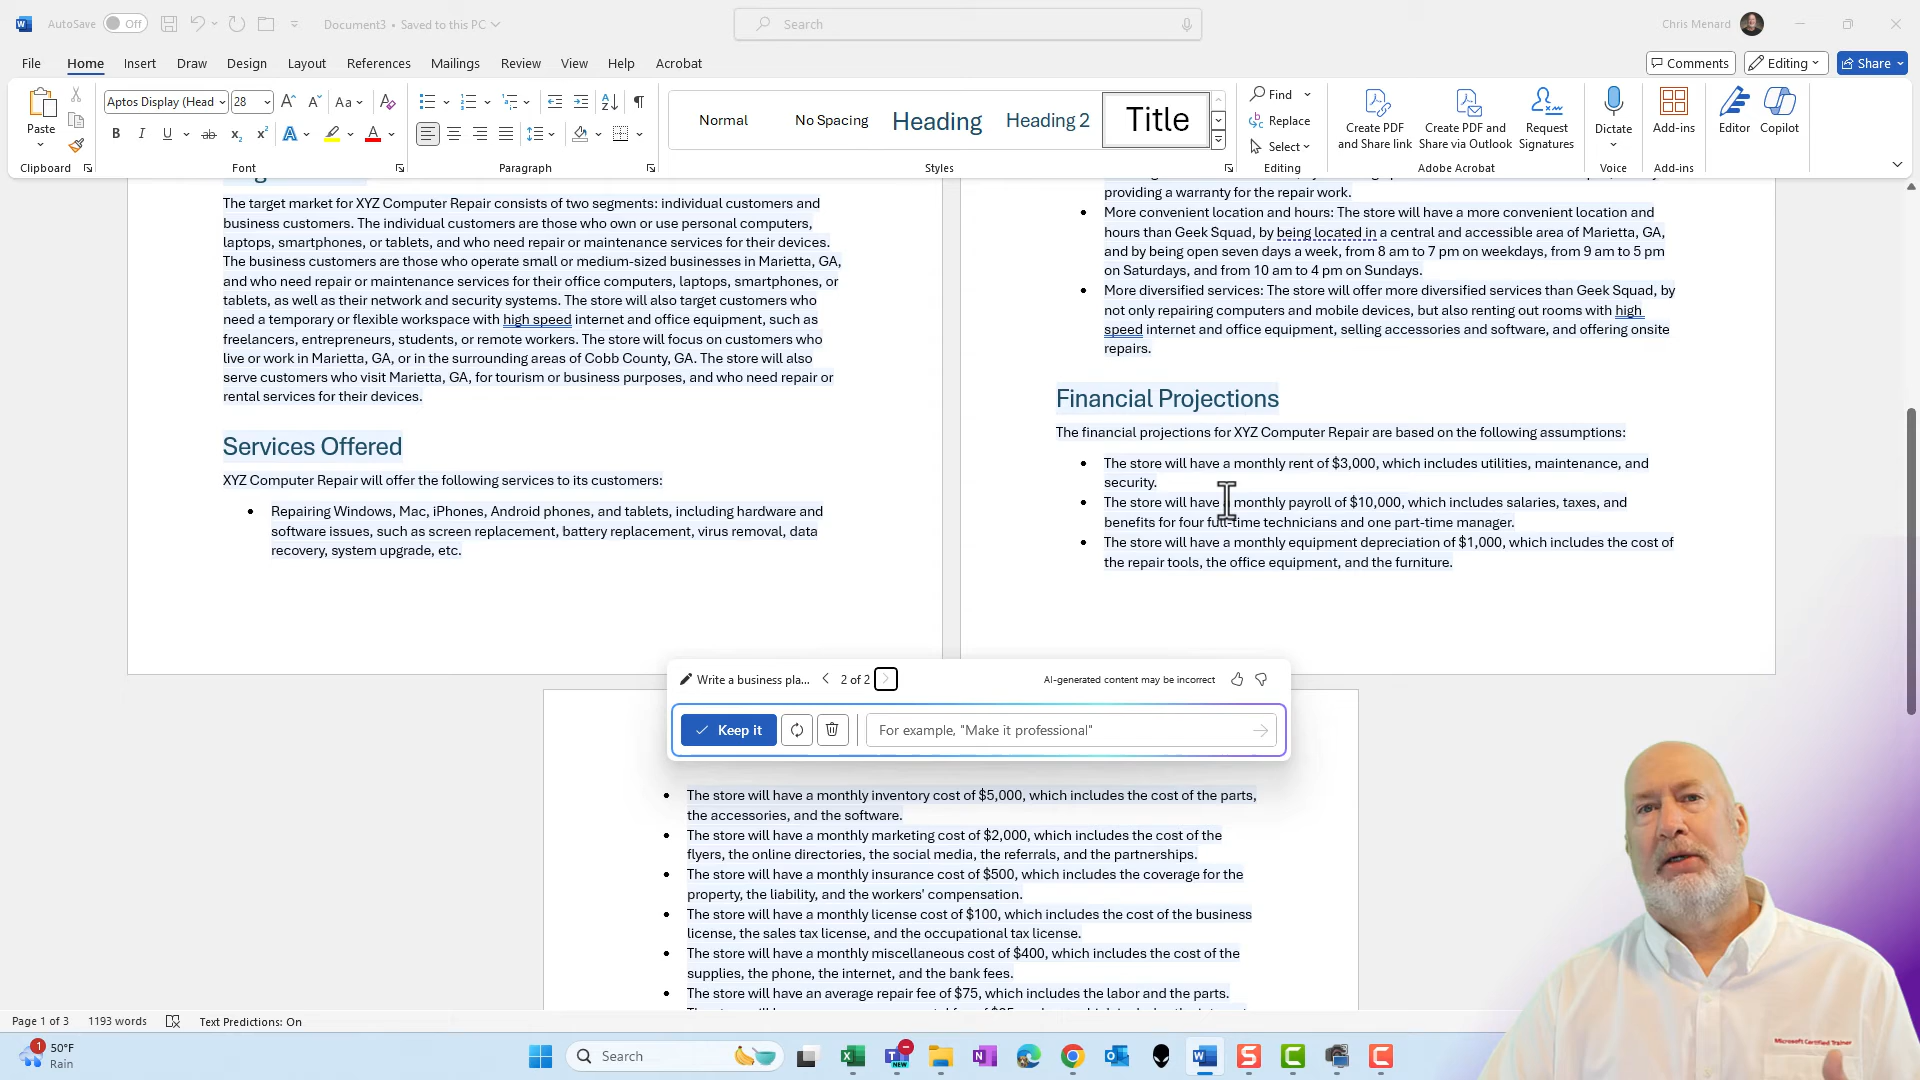 AutoSave Off Document3 • Saved to this PC Search Chris Menard
File Home Insert Draw Design Layout References Mailings Review View Help Acrobat Comments Editing Share
Paste
Clipboard
Aptos Display (Head 28
Font
Paragraph
Normal No Spacing Heading Heading 2 Title
Styles
Find
Replace
Select
Editing
Create PDF and Share link
Create PDF and Share via Outlook
Request Signatures
Adobe Acrobat
Dictate
Voice
Add-ins
Add-ins
Editor
Copilot
The target market for XYZ Computer Repair consists of two segments: individual customers and
business customers. The individual customers are those who own or use personal computers,
laptops, smartphones, or tablets, and who need repair or maintenance services for their devices.
The business customers are those who operate small or medium-sized businesses in Marietta, GA,
and who need repair or maintenance services for their office computers, laptops, smartphones, or
tablets, as well as their network and security systems. The store will also target customers who
need a temporary or flexible workspace with high speed internet and office equipment, such as
freelancers, entrepreneurs, students, or remote workers. The store will focus on customers who
live or work in Marietta, GA, or in the surrounding areas of Cobb County, GA. The store will also
serve customers who visit Marietta, GA, for tourism or business purposes, and who need repair or
rental services for their devices.
Services Offered
XYZ Computer Repair will offer the following services to its customers:
• Repairing Windows, Mac, iPhones, Android phones, and tablets, including hardware and
software issues, such as screen replacement, battery replacement, virus removal, data
recovery, system upgrade, etc.
providing a warranty for the repair work.
• More convenient location and hours: The store will have a more convenient location and
hours than Geek Squad, by being located in a central and accessible area of Marietta, GA,
and by being open seven days a week, from 8 am to 7 pm on weekdays, from 9 am to 5 pm
on Saturdays, and from 10 am to 4 pm on Sundays.
• More diversified services: The store will offer more diversified services than Geek Squad, by
not only repairing computers and mobile devices, but also renting out rooms with high
speed internet and office equipment, selling accessories and software, and offering onsite
repairs.
Financial Projections
The financial projections for XYZ Computer Repair are based on the following assumptions:
• The store will have a monthly rent of $3,000, which includes utilities, maintenance, and
security.
• The store will have monthly payroll of $10,000, which includes salaries, taxes, and
benefits for four time technicians and one part-time manager.
• The store will have a monthly equipment depreciation of $1,000, which includes the cost of
the repair tools, the office equipment, and the furniture.
Write a business pla... 2 of 2 AI-generated content may be incorrect
Keep it For example, "Make it professional"
• The store will have a monthly inventory cost of $5,000, which includes the cost of the parts,
the accessories, and the software.
• The store will have a monthly marketing cost of $2,000, which includes the cost of the
flyers, the online directories, the social media, the referrals, and the partnerships.
• The store will have a monthly insurance cost of $500, which includes the coverage for the
property, the liability, and the workers' compensation.
• The store will have a monthly license cost of $100, which includes the cost of the business
license, the sales tax license, and the occupational tax license.
• The store will have a monthly miscellaneous cost of $400, which includes the cost of the
supplies, the phone, the internet, and the bank fees.
• The store will have an average repair fee of $75, which includes the labor and the parts.
Microsoft Certified Trainer
Page 1 of 3 1193 words Text Predictions: On
1 50°F
Rain
Search
NEW